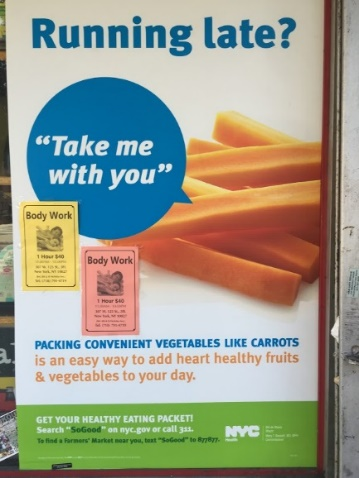 Running late?
"Take me
with you"
Body Work
1 Hour $40
Body Work
1 Hour $40
PACKING CONVENIENT VEGETABLES LIKE CARROTS
is an easy way to add heart healthy fruits
& vegetables to your day.
GET YOUR HEALTHY EATING PACKET!
Search "SoGood" on nyc.gov or call 311.
To find a Farmers' Market near you, text "SoGood" to 877877.
NYC